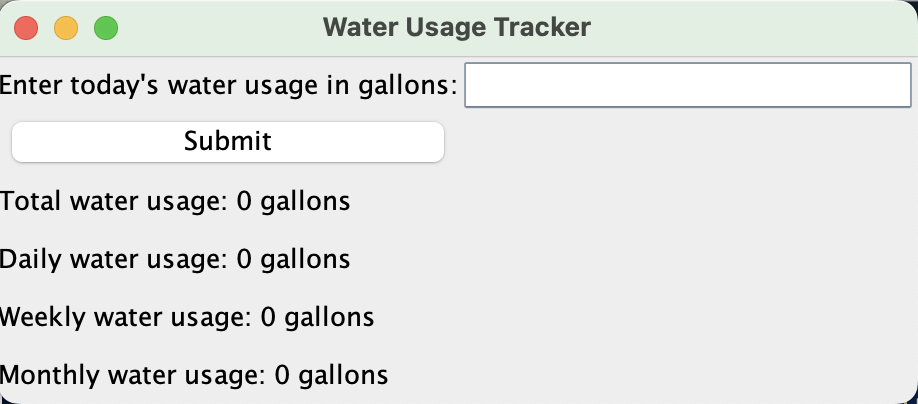 Water Usage Tracker
Enter today's water usage in gallons:
Submit
Total water usage: 0 gallons
Daily water usage: 0 gallons
Weekly water usage: 0 gallons
Monthly water usage: 0 gallons